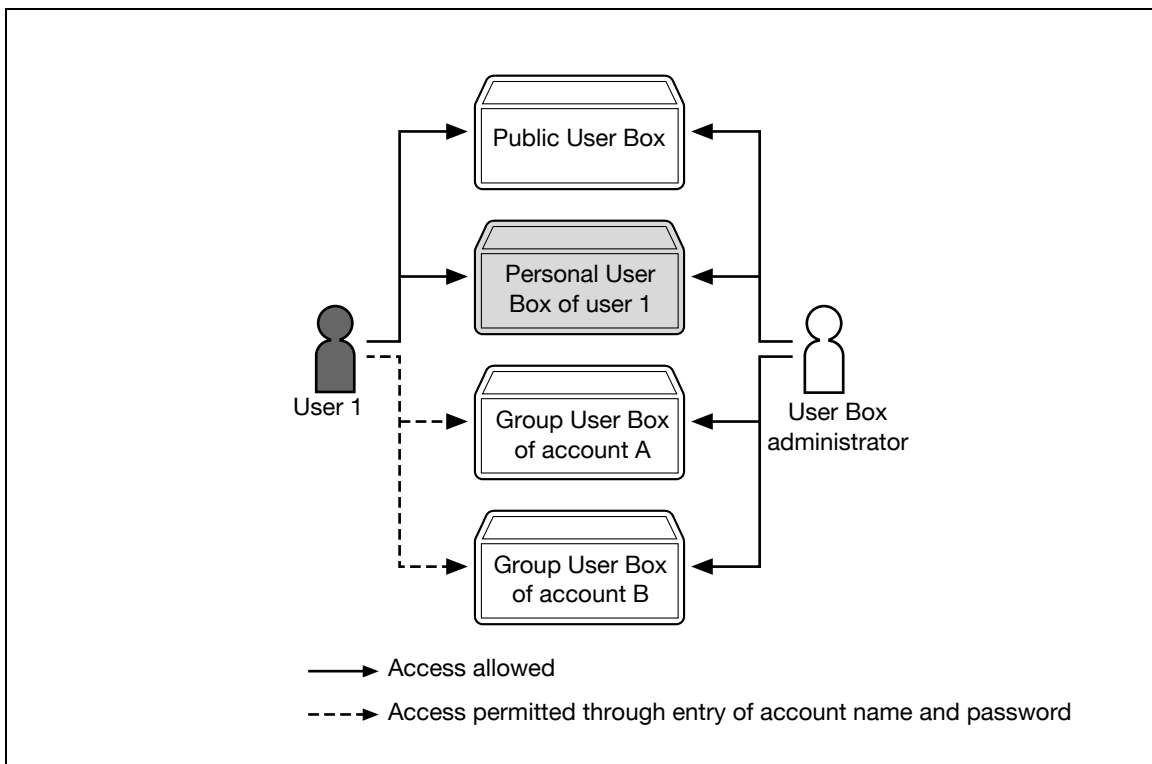 Public User Box
Personal User
Box of user 1
User 1
Group User Box
of account A
User Box
administrator
Group User Box
of account B
Access allowed
Access permitted through entry of account name and password